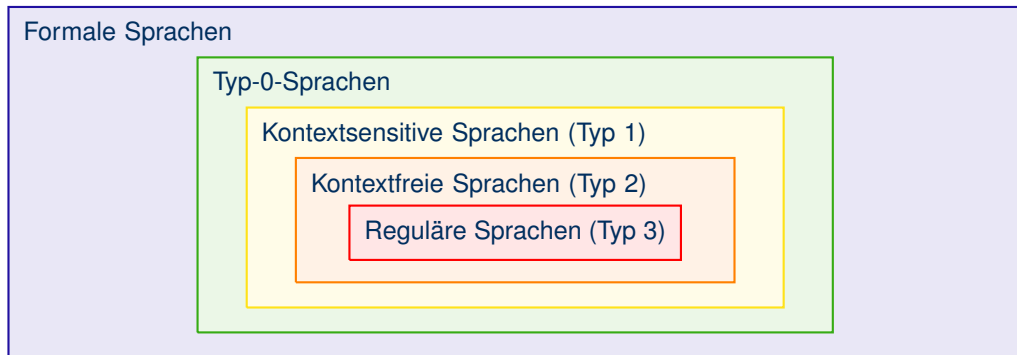 Formale Sprachen
Typ-0-Sprachen
Kontextsensitive Sprachen (Typ 1)
Kontextfreie Sprachen (Typ 2)
Reguläre Sprachen (Typ 3)